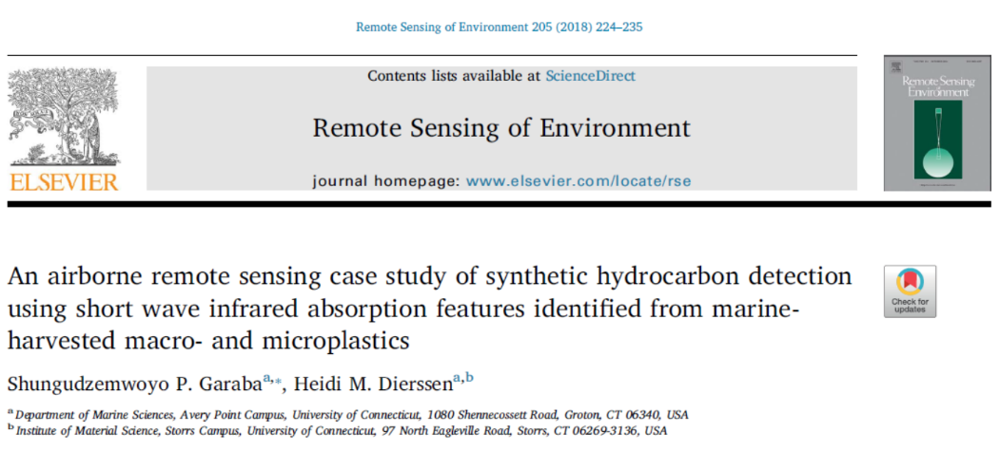 Remote Sensing of Environment 205 (2018) 224–235
Contents lists available at ScienceDirect
Remote Sensing of Environment
journal homepage: www.elsevier.com/locate/rse
ELSEVIER
Remote Sensing
Environment
An airborne remote sensing case study of synthetic hydrocarbon detection
using short wave infrared absorption features identified from marine-
harvested macro- and microplastics
Check for
updates
Shungudzemwoyo P. Garabaa,*, Heidi M. Dierssena,b
a Department of Marine Sciences, Avery Point Campus, University of Connecticut, 1080 Shennecossett Road, Groton, CT 06340, USA
b Institute of Material Science, Storrs Campus, University of Connecticut, 97 North Eagleville Road, Storrs, CT 06269-3136, USA